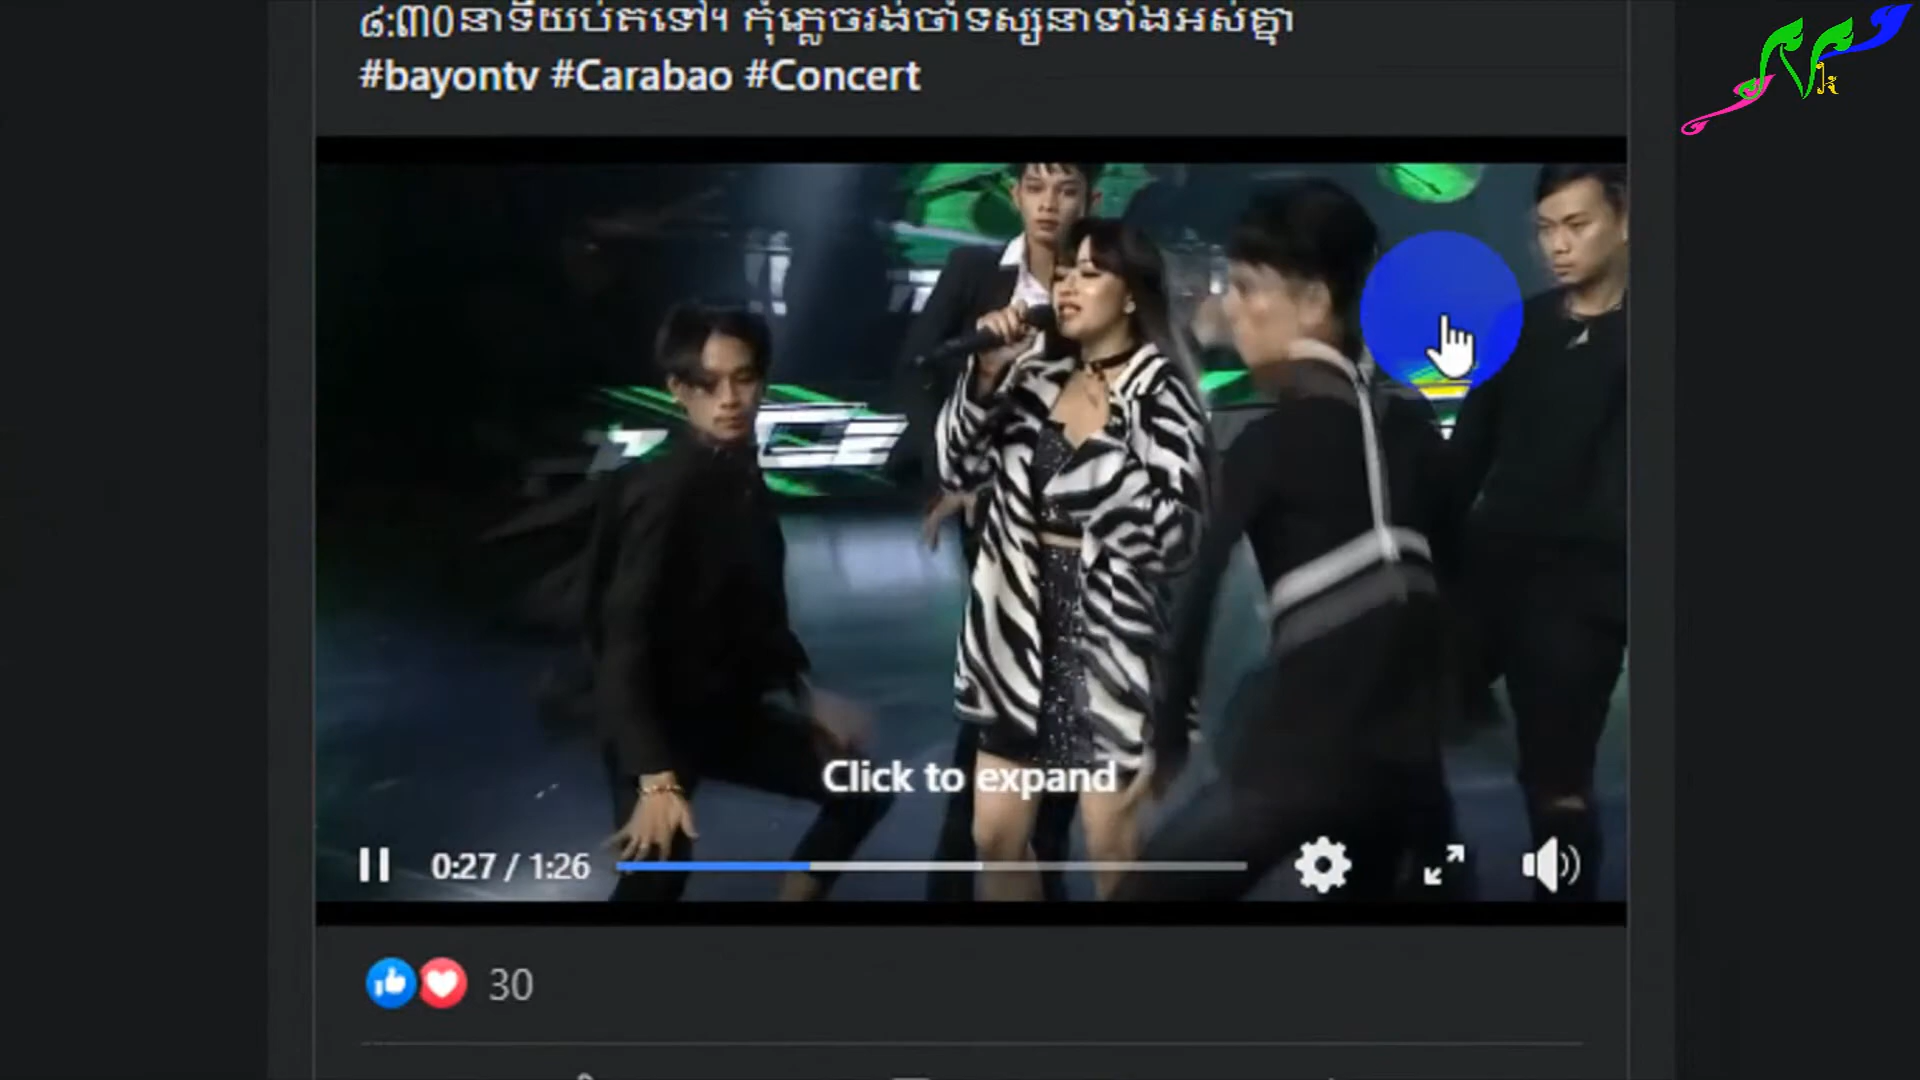 ៨:៣០នាទីយប់តទៅ។ កុំភ្លេចរង់ចាំទស្សនាទាំងអស់គ្នា
#bayontv #Carabao #Concert
Click to expand
0:27 / 1:26
30